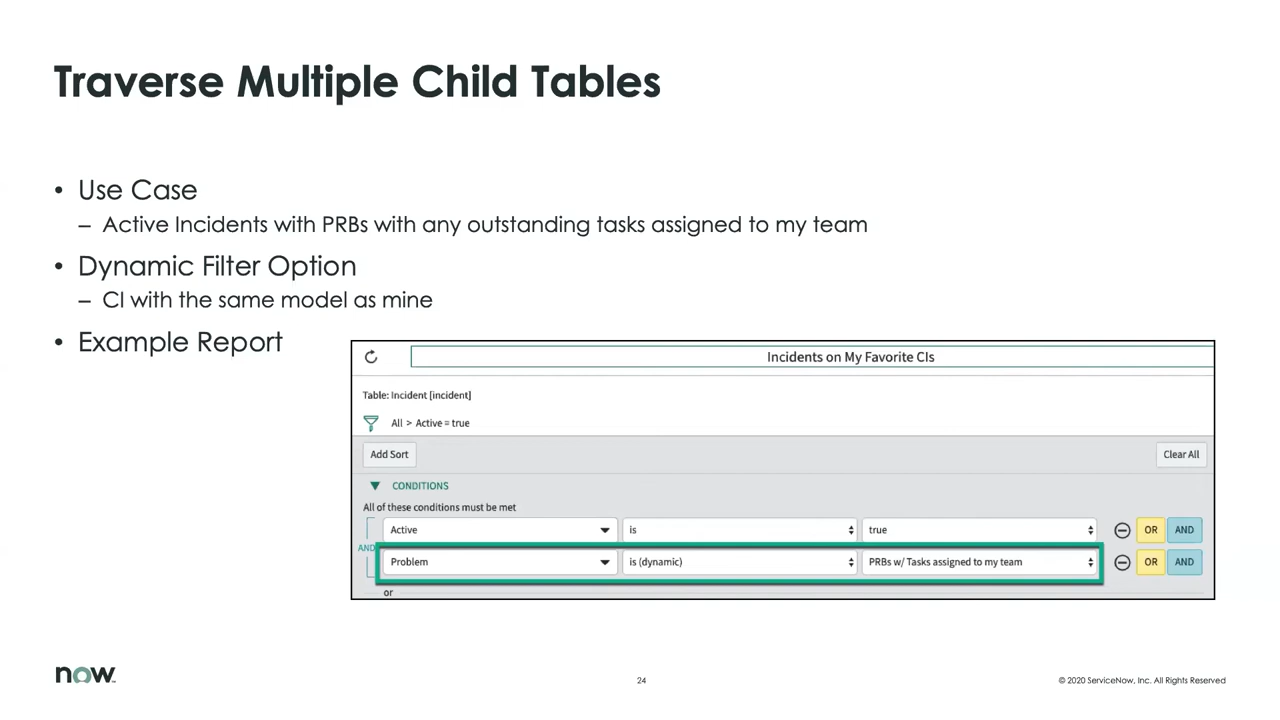 Traverse Multiple Child Tables
• Use Case
– Active Incidents with PRBs with any outstanding tasks assigned to my team
• Dynamic Filter Option
– CI with the same model as mine
• Example Report
Incidents on My Favorite CIs
Table: Incident [incident]
All > Active = true
Add Sort
Clear All
CONDITIONS
All of these conditions must be met
Active is true OR AND
AND
Problem is (dynamic) PRBs w/ Tasks assigned to my team OR AND
or
now
24
© 2020 ServiceNow, Inc. All Rights Reserved